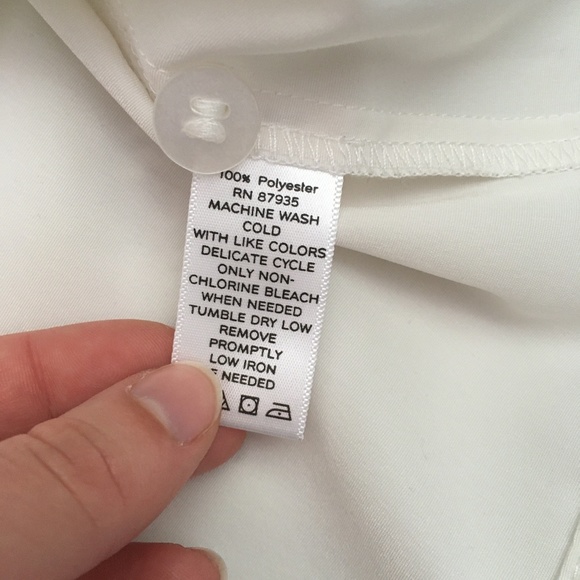 100% Polyester
RN 87935
MACHINE WASH
COLD
WITH LIKE COLORS
DELICATE CYCLE
ONLY NON-
CHLORINE BLEACH
WHEN NEEDED
TUMBLE DRY LOW
REMOVE
PROMPTLY
LOW IRON
NEEDED